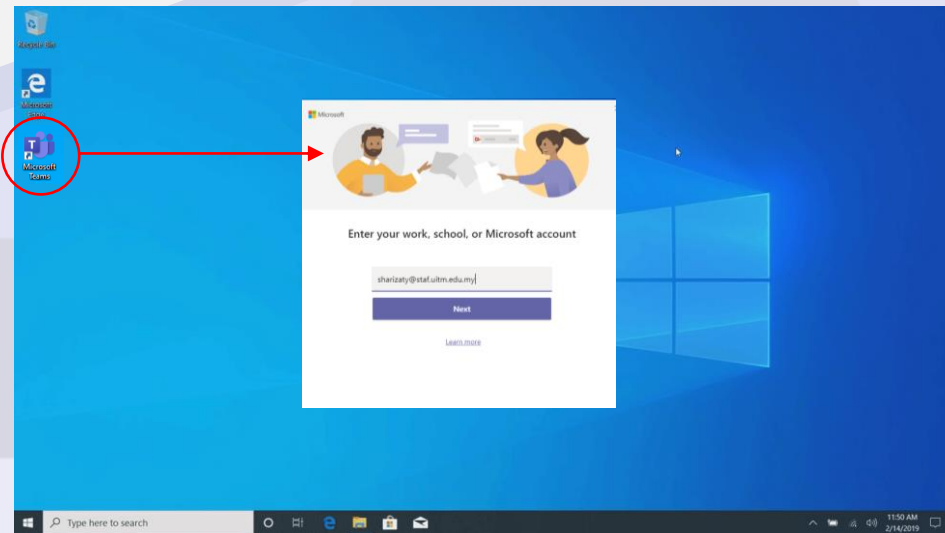 Recycle Bin
Microsoft
Edge
Microsoft
Teams
Microsoft
Enter your work, school, or Microsoft account
sharizaty@staf.uitm.edu.my
Next
Learn more
Type here to search
11:50 AM
2/14/2019